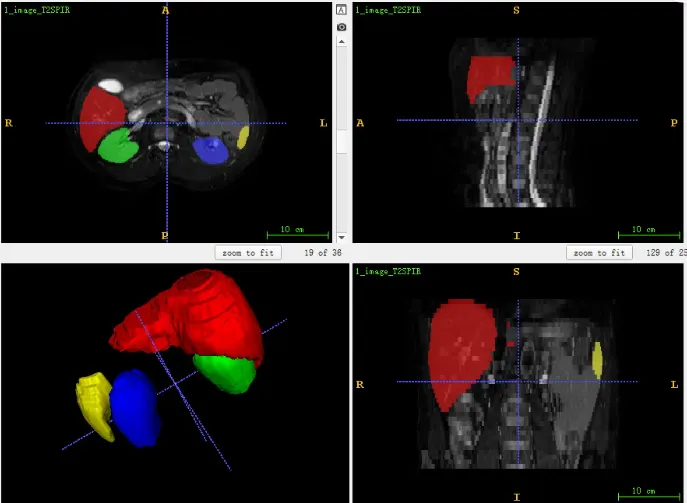 1_image_T2SPIR
A
A
R
L
P
10 cm
zoom to fit
19 of 36
1_image_T2SPIR
S
A
P
I
10 cm
zoom to fit
129 of 25
1_image_T2SPIR
S
R
L
I
10 cm